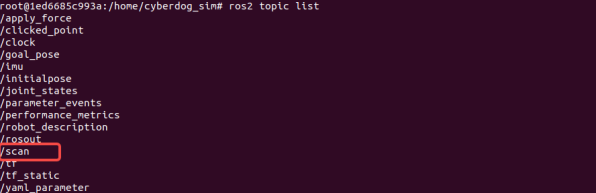 root@1ed6685c993a:/home/cyberdog_sim# ros2 topic list
/apply_force
/clicked_point
/clock
/goal_pose
/imu
/initialpose
/joint_states
/parameter_events
/performance_metrics
/robot_description
/rosout
/scan
/tf
/tf_static
/yaml_parameter